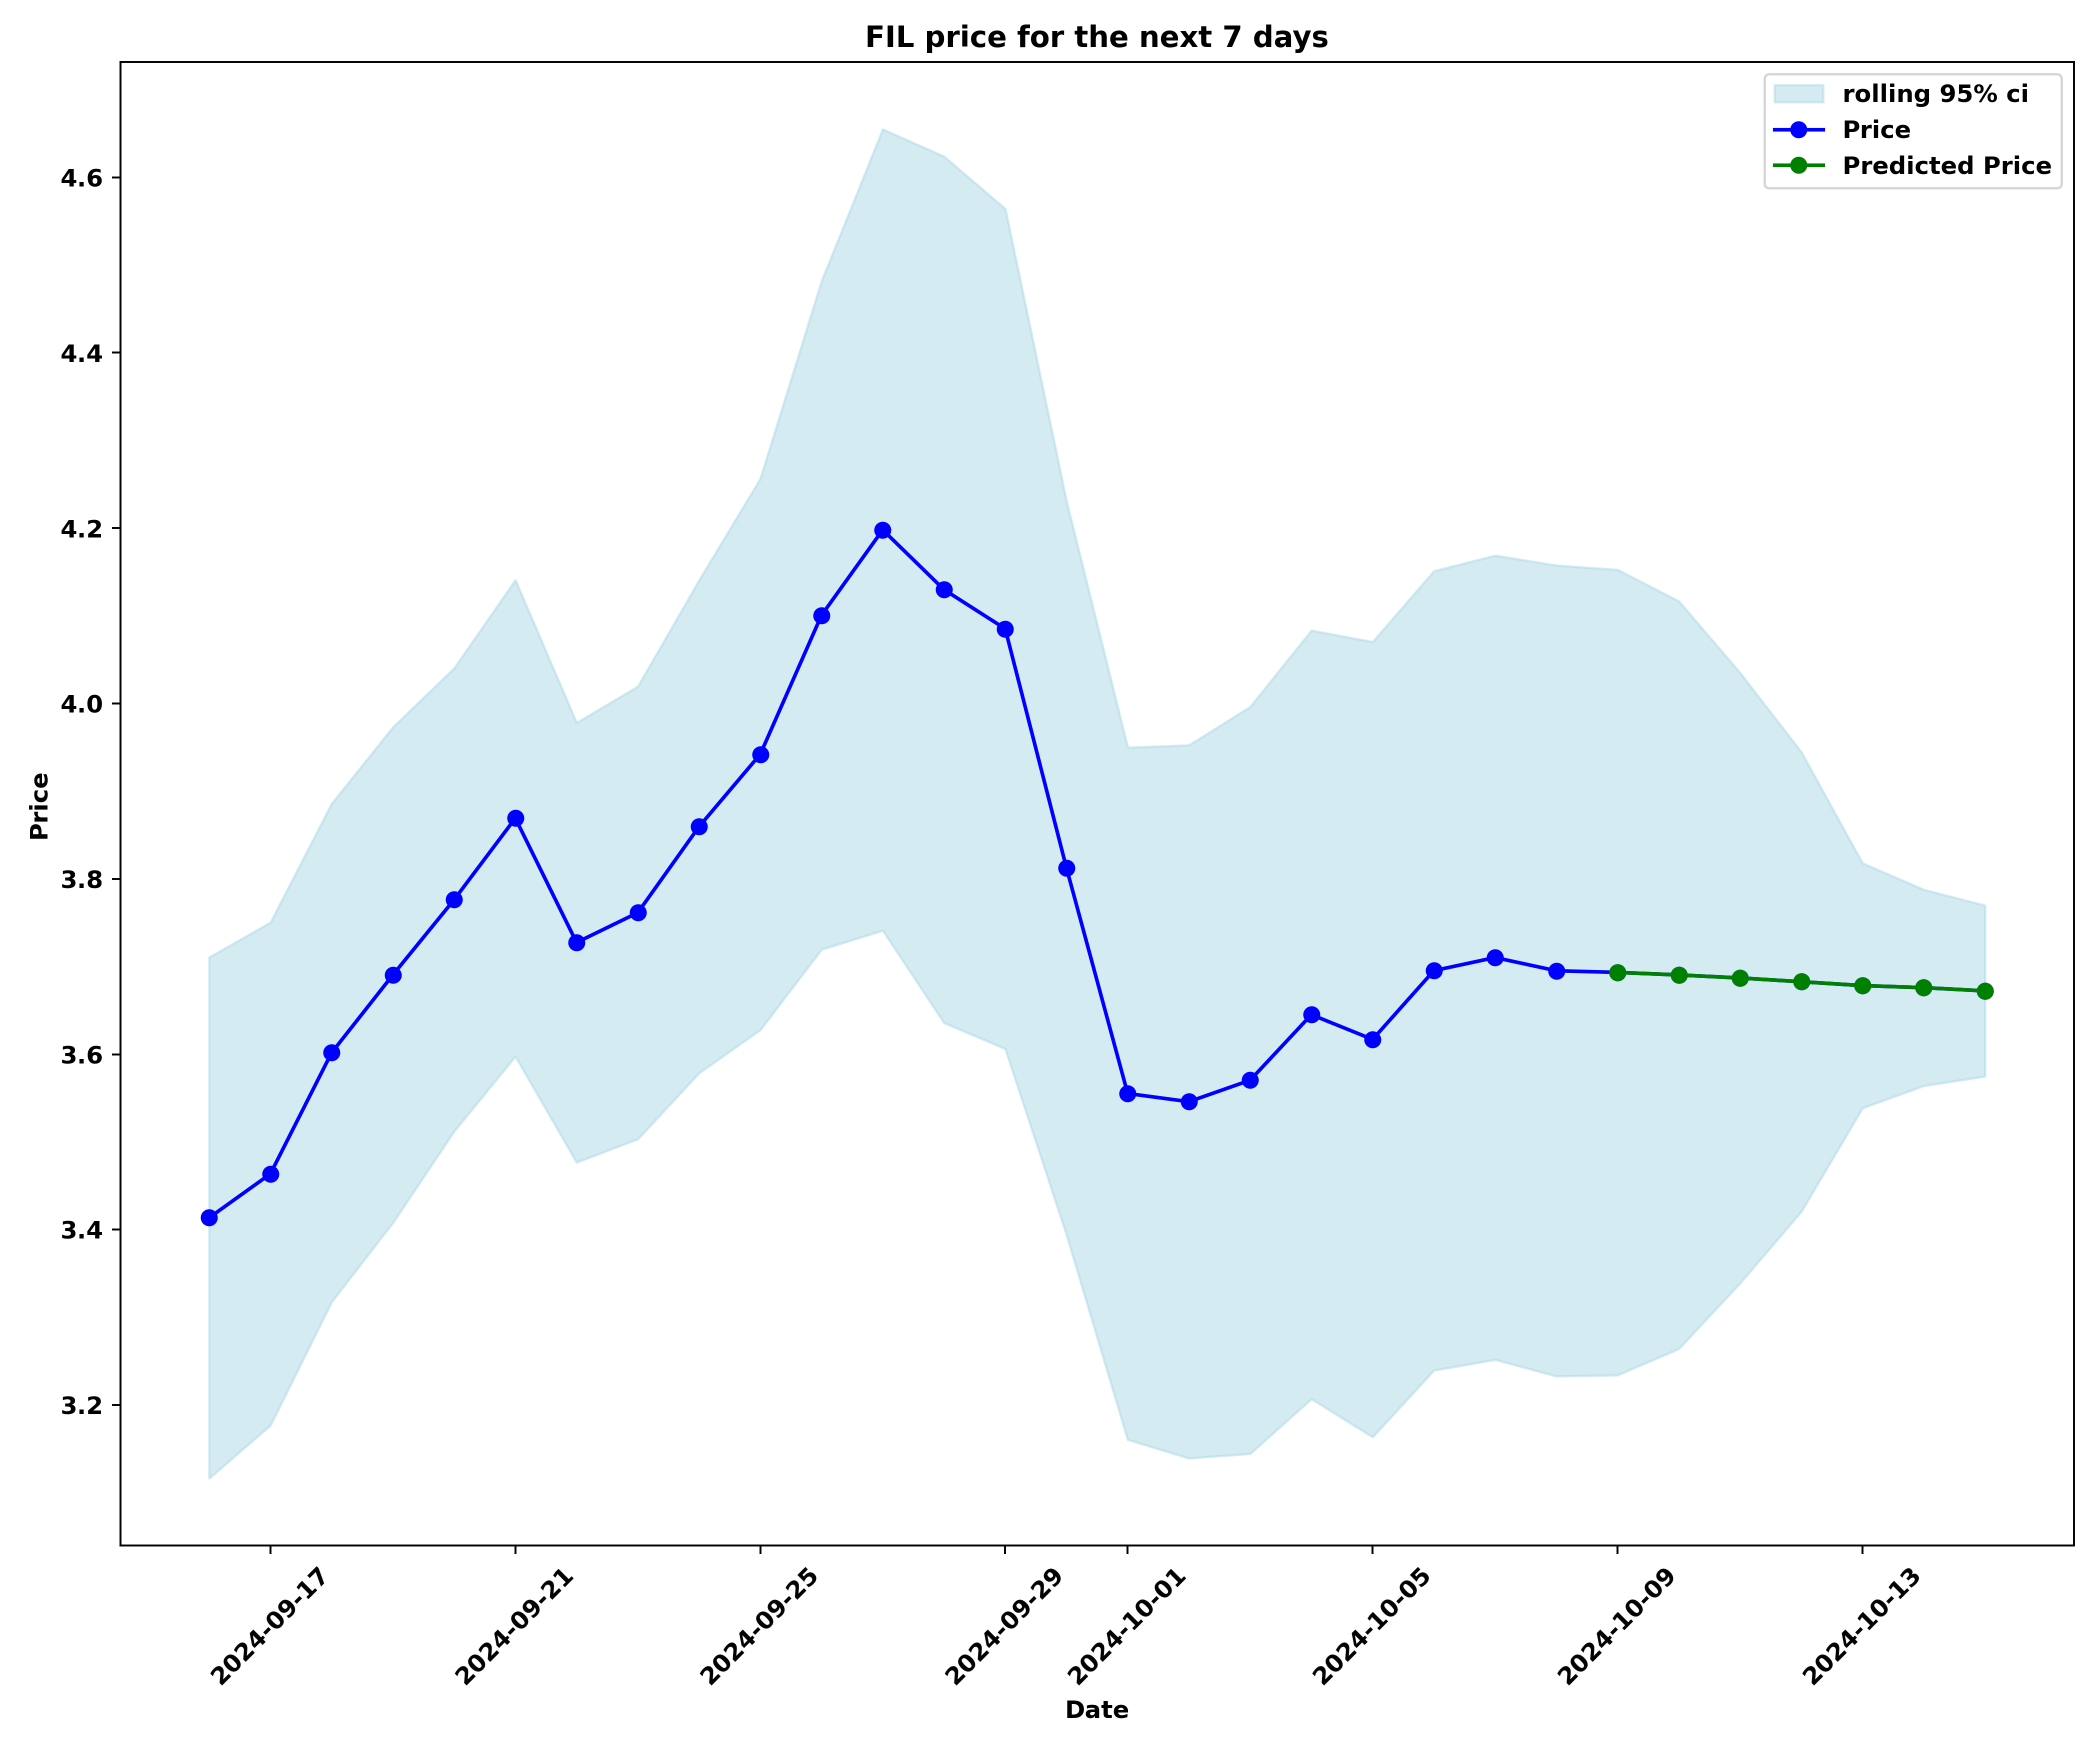 FIL price for the next 7 days
rolling 95% ci
Price
Predicted Price
4.6
4.4
4.2
4.0
3.8
3.6
3.4
3.2
Price
2024-09-17
2024-09-21
2024-09-25
2024-09-29
2024-10-01
2024-10-05
2024-10-09
2024-10-13
Date